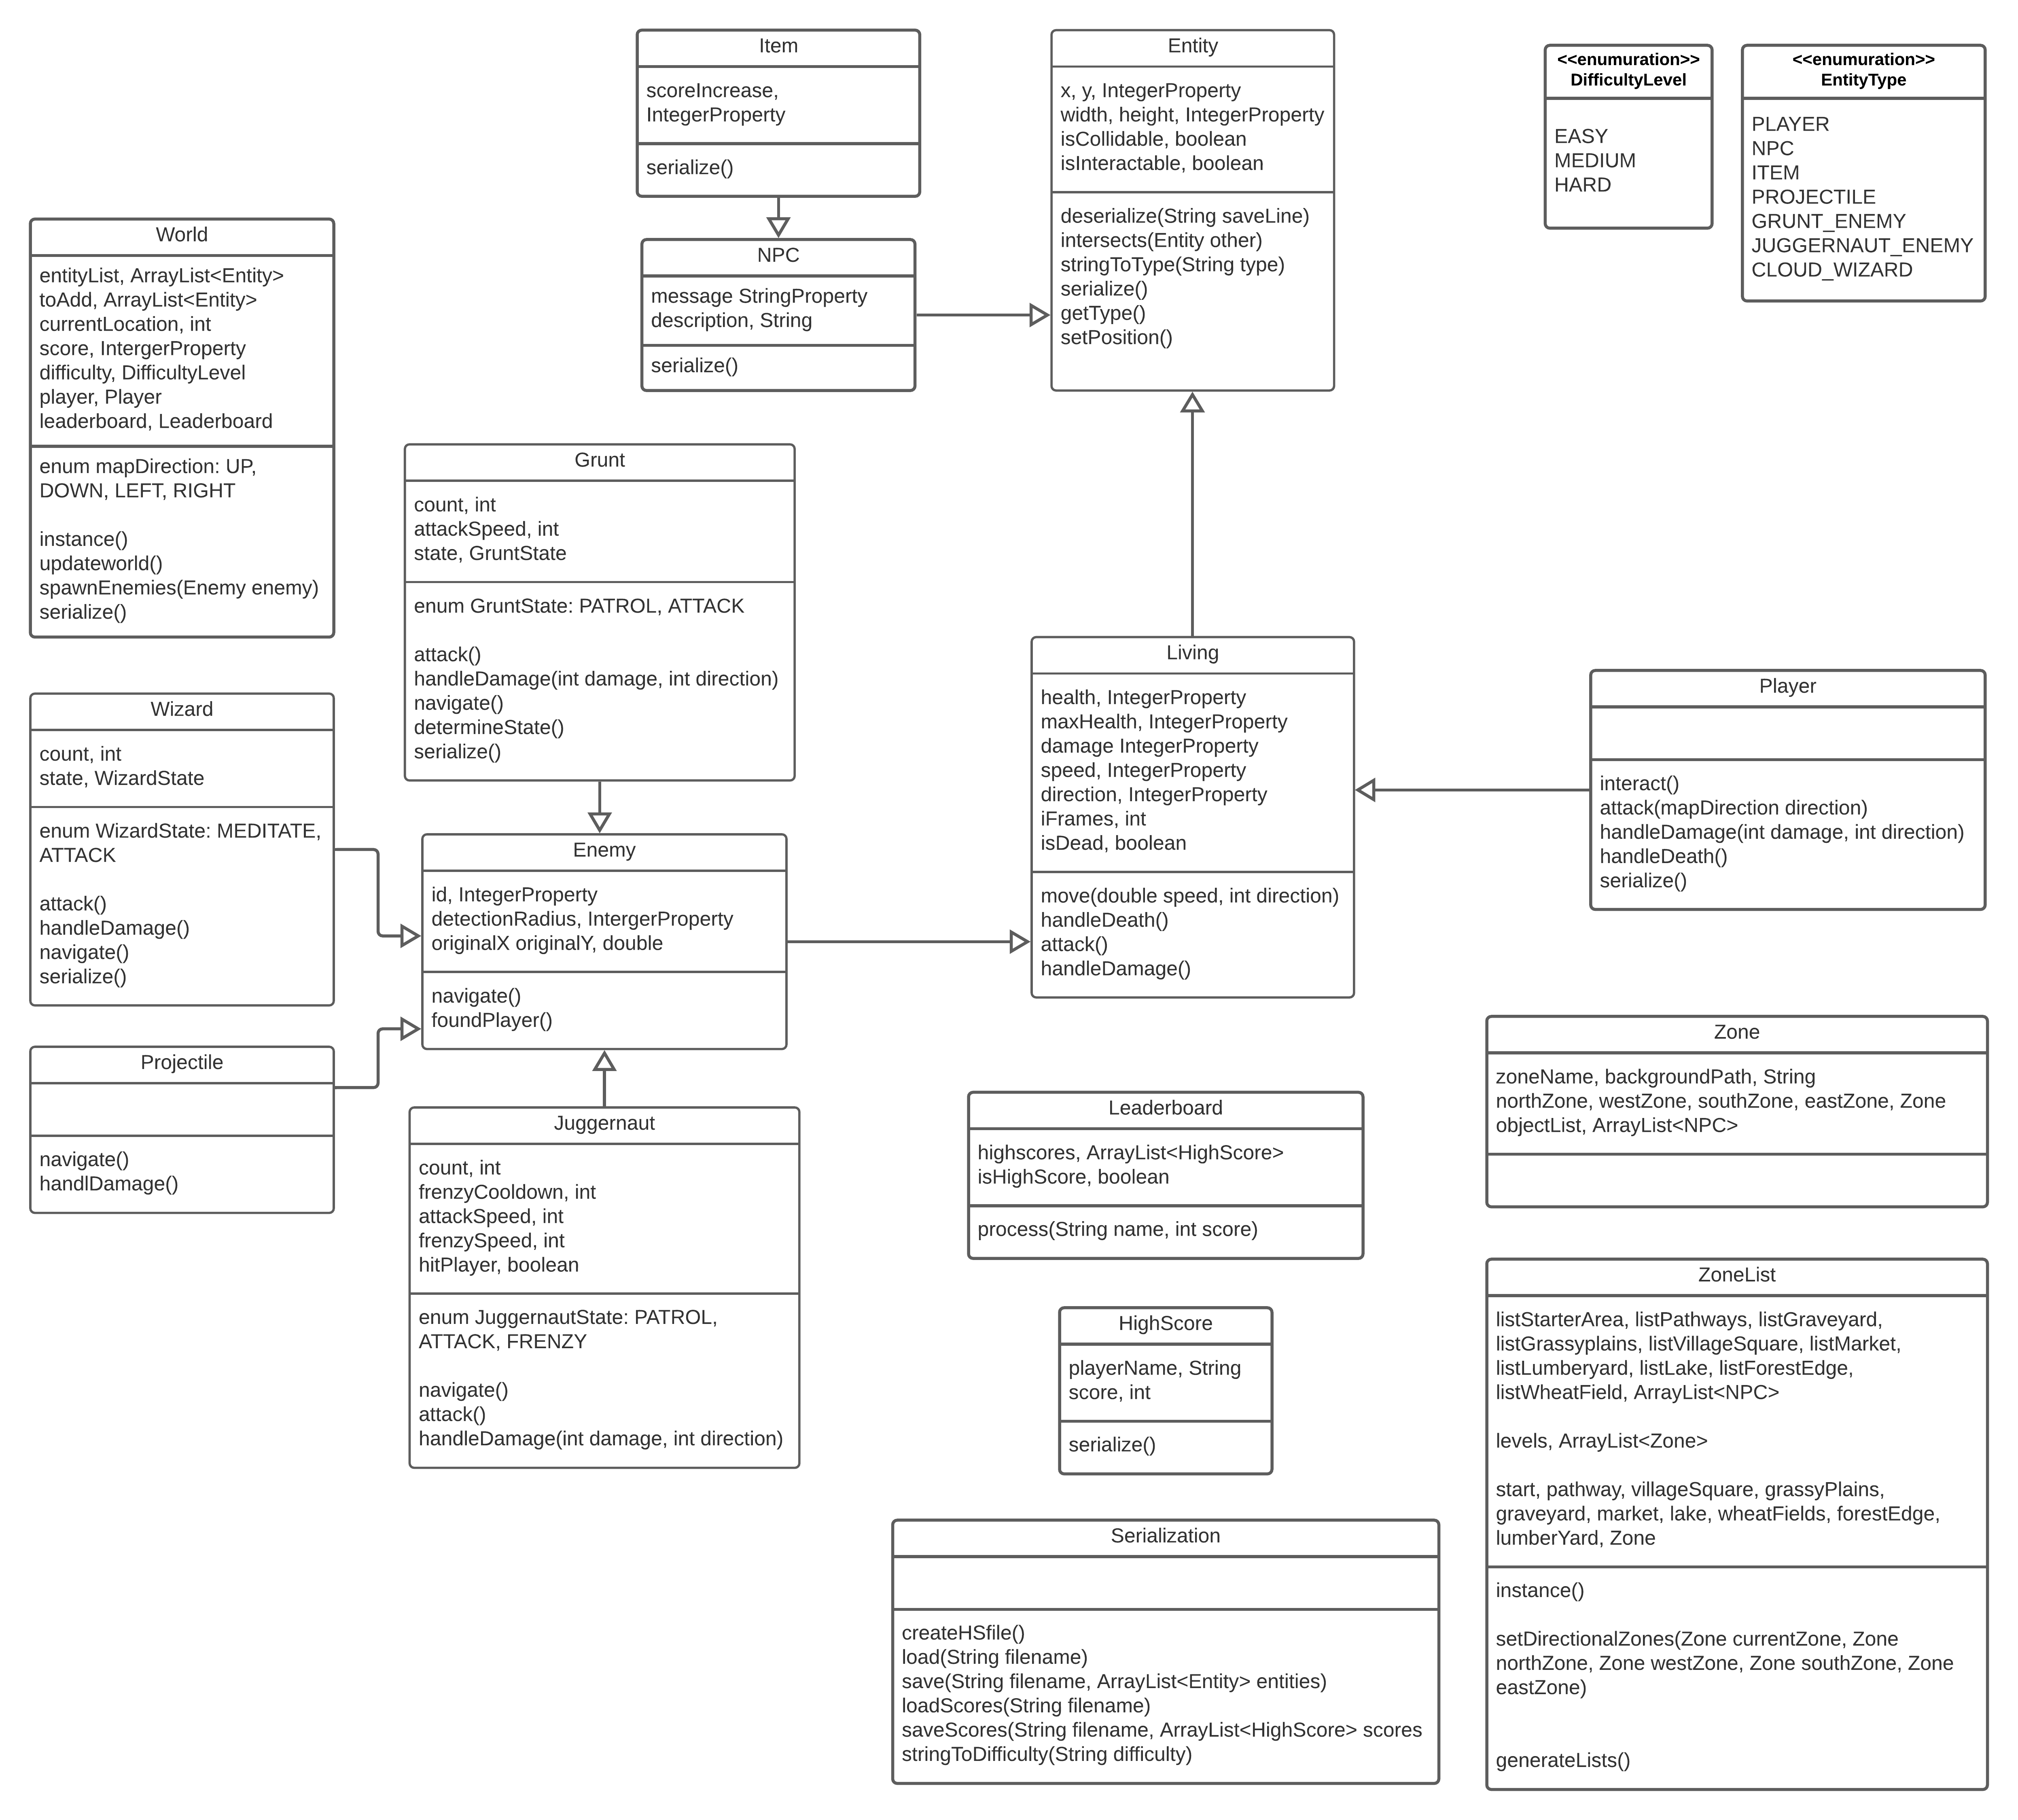 Item
scoreIncrease,
IntegerProperty
serialize()
Entity
x, y, IntegerProperty
width, height, IntegerProperty
isCollidable, boolean
isInteractable, boolean
deserialize(String saveLine)
intersects(Entity other)
stringToType(String type)
serialize()
getType()
setPosition()
<<enumuration>>
DifficultyLevel
EASY
MEDIUM
HARD
<<enumuration>>
EntityType
PLAYER
NPC
ITEM
PROJECTILE
GRUNT_ENEMY
JUGGERNAUT_ENEMY
CLOUD_WIZARD
World
entityList, ArrayList<Entity>
toAdd, ArrayList<Entity>
currentLocation, int
score, IntergerProperty
difficulty, DifficultyLevel
player, Player
leaderboard, Leaderboard
enum mapDirection: UP,
DOWN, LEFT, RIGHT
instance()
updateworld()
spawnEnemies(Enemy enemy)
serialize()
NPC
message StringProperty
description, String
serialize()
Grunt
count, int
attackSpeed, int
state, GruntState
enum GruntState: PATROL, ATTACK
attack()
handleDamage(int damage, int direction)
navigate()
determineState()
serialize()
Living
health, IntegerProperty
maxHealth, IntegerProperty
damage IntegerProperty
speed, IntegerProperty
direction, IntegerProperty
iFrames, int
isDead, boolean
move(double speed, int direction)
handleDeath()
attack()
handleDamage()
Player
interact()
attack(mapDirection direction)
handleDamage(int damage, int direction)
handleDeath()
serialize()
Wizard
count, int
state, WizardState
enum WizardState: MEDITATE,
ATTACK
attack()
handleDamage()
navigate()
serialize()
Enemy
id, IntegerProperty
detectionRadius, IntergerProperty
originalX originalY, double
navigate()
foundPlayer()
Projectile
navigate()
handlDamage()
Juggernaut
count, int
frenzyCooldown, int
attackSpeed, int
frenzySpeed, int
hitPlayer, boolean
enum JuggernautState: PATROL,
ATTACK, FRENZY
navigate()
attack()
handleDamage(int damage, int direction)
Leaderboard
highscores, ArrayList<HighScore>
isHighScore, boolean
process(String name, int score)
HighScore
playerName, String
score, int
serialize()
Serialization
createHSfile()
load(String filename)
save(String filename, ArrayList<Entity> entities)
loadScores(String filename)
saveScores(String filename, ArrayList<HighScore> scores
stringToDifficulty(String difficulty)
Zone
zoneName, backgroundPath, String
northZone, westZone, southZone, eastZone, Zone
objectList, ArrayList<NPC>
ZoneList
listStarterArea, listPathways, listGraveyard,
listGrassyplains, listVillageSquare, listMarket,
listLumberyard, listLake, listForestEdge,
listWheatField, ArrayList<NPC>
levels, ArrayList<Zone>
start, pathway, villageSquare, grassyPlains,
graveyard, market, lake, wheatFields, forestEdge,
lumberYard, Zone
instance()
setDirectionalZones(Zone currentZone, Zone
northZone, Zone westZone, Zone southZone, Zone
eastZone)
generateLists()